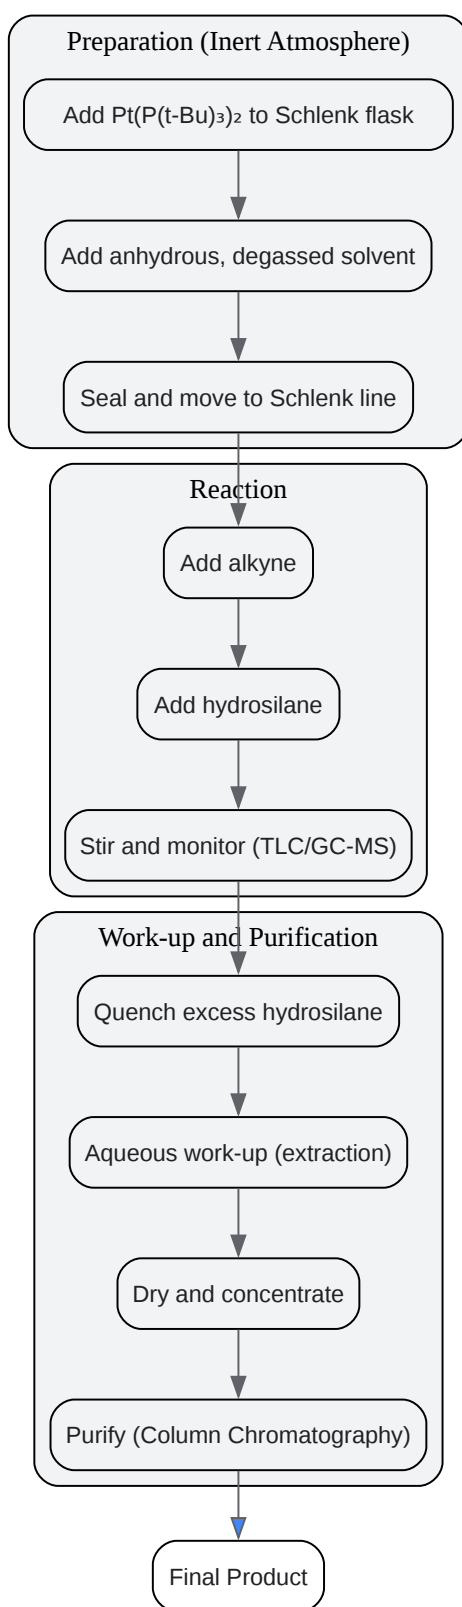 Preparation (Inert Atmosphere)
Add Pt(P(t-Bu)₃)₂ to Schlenk flask
Add anhydrous, degassed solvent
Seal and move to Schlenk line
Reaction
Add alkyne
Add hydrosilane
Stir and monitor (TLC/GC-MS)
Work-up and Purification
Quench excess hydrosilane
Aqueous work-up (extraction)
Dry and concentrate
Purify (Column Chromatography)
Final Product